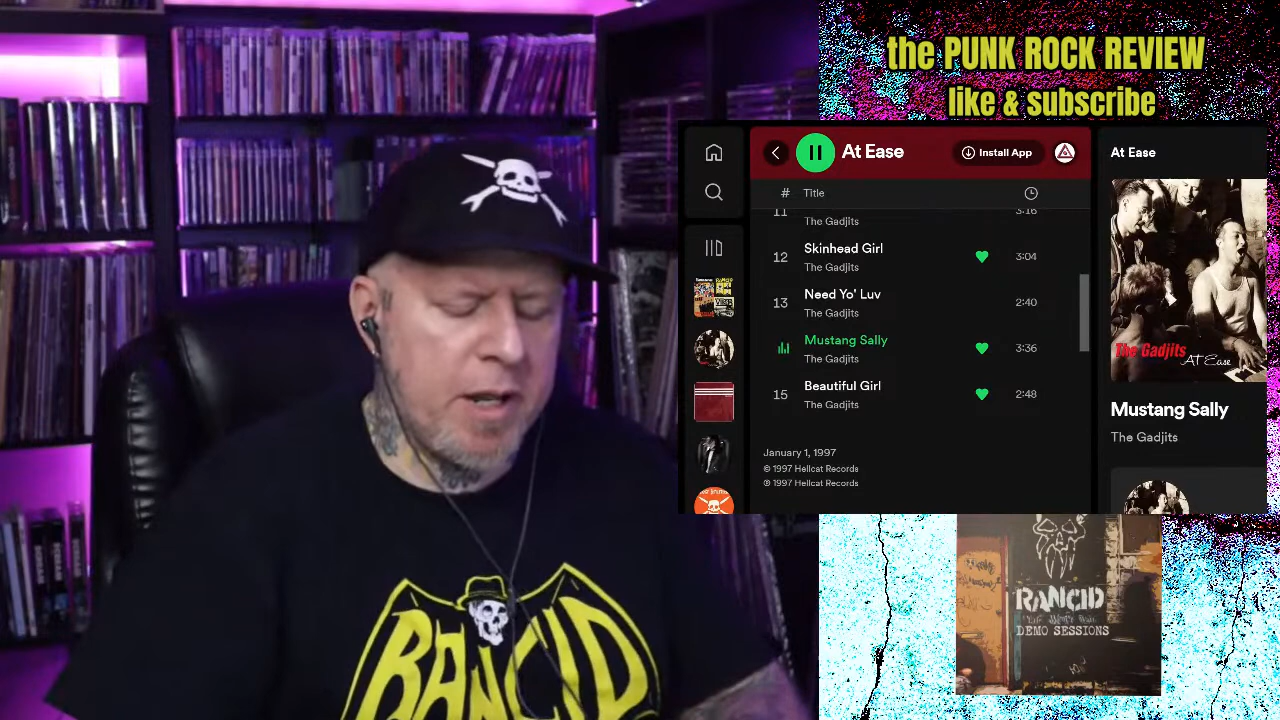 the PUNK ROCK REVIEW
like & subscribe
At Ease
Install App
At Ease
# Title
11
The Gadjits
3:16
12
Skinhead Girl
The Gadjits
3:04
13
Need Yo' Luv
The Gadjits
2:40
Mustang Sally
The Gadjits
3:36
15
Beautiful Girl
The Gadjits
2:48
January 1, 1997
© 1997 Hellcat Records
℗ 1997 Hellcat Records
The Gadjits
At Ease
Mustang Sally
The Gadjits
RANCID
RANCID
Life Won't Wait
DEMO SESSIONS